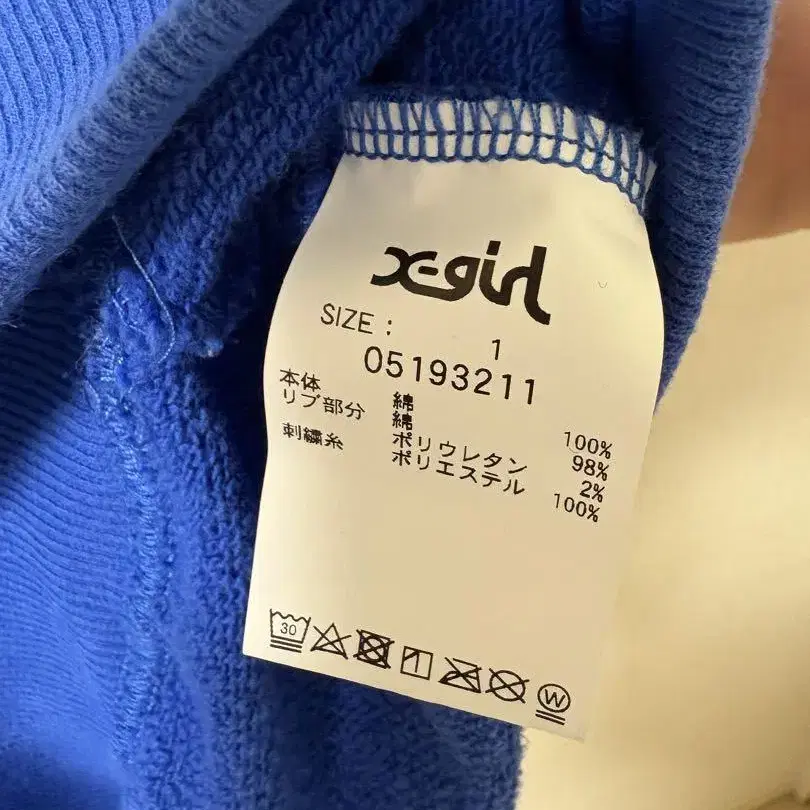 X-girl
SIZE : 1
05193211
本体 綿 100%
リブ部分 綿 98%
ポリウレタン 2%
刺繍糸 ポリエステル 100%
30
W